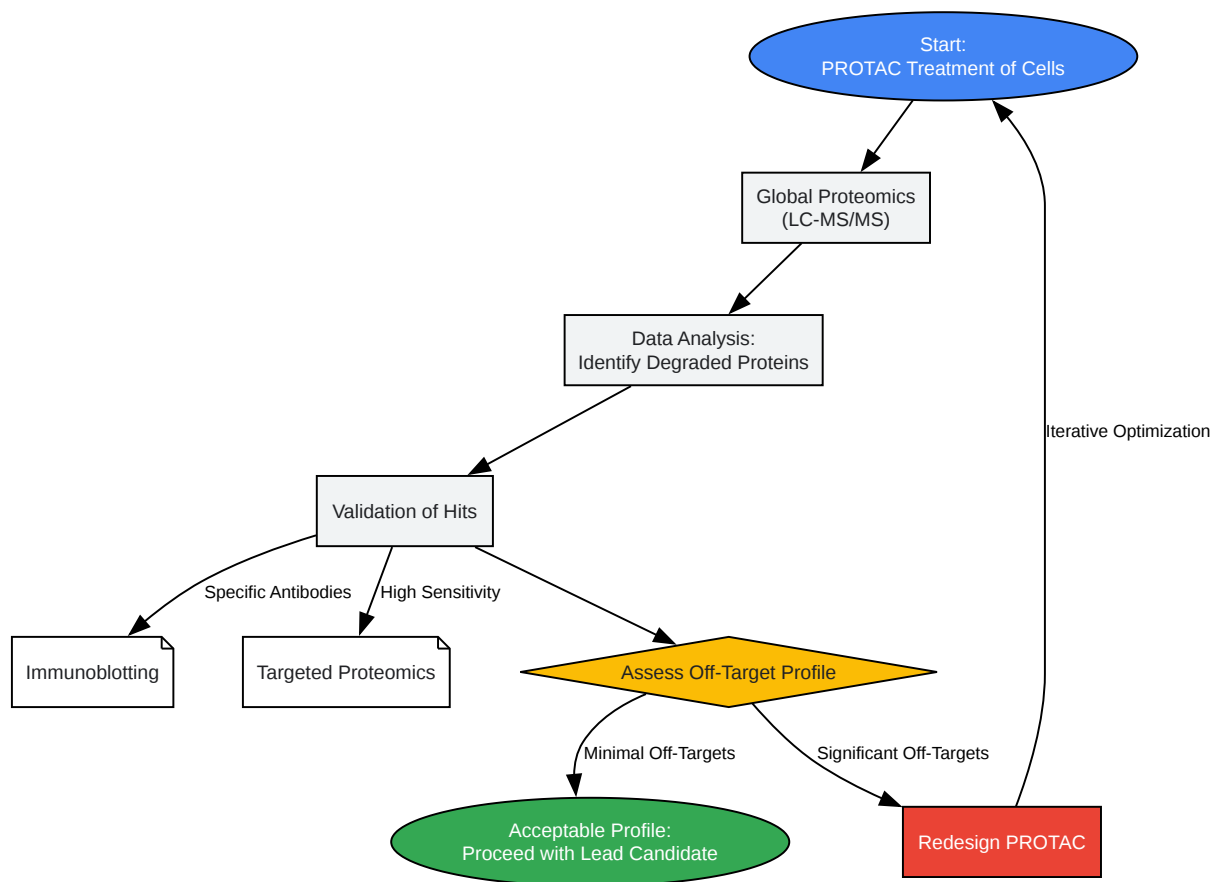 Start:
PROTAC Treatment of Cells
Global Proteomics
(LC-MS/MS)
Data Analysis:
Identify Degraded Proteins
Iterative Optimization
Validation of Hits
Specific Antibodies
High Sensitivity
Immunoblotting
Targeted Proteomics
Assess Off-Target Profile
Minimal Off-Targets
Significant Off-Targets
Acceptable Profile:
Proceed with Lead Candidate
Redesign PROTAC